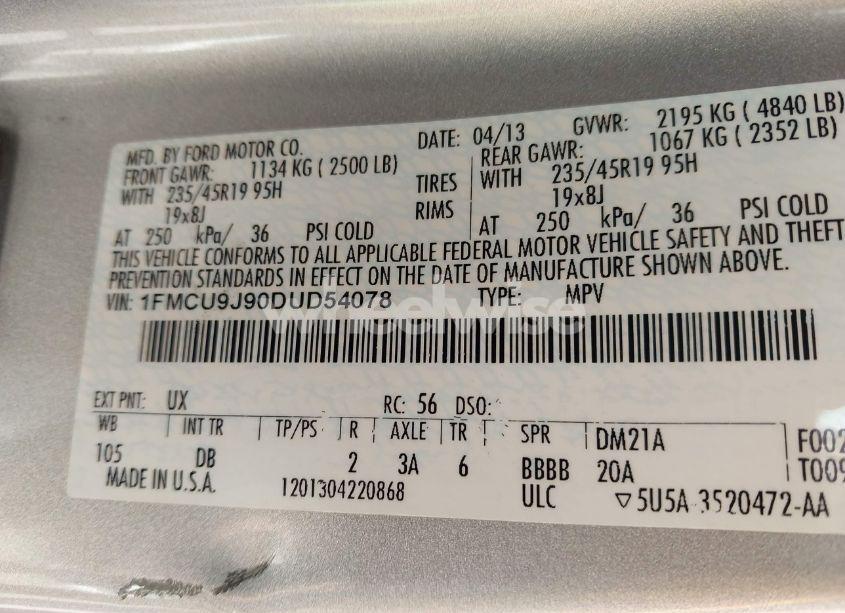 MFD. BY FORD MOTOR CO. DATE: 04/13 GVWR: 2195 KG ( 4840 LB)
FRONT GAWR: 1134 KG ( 2500 LB) REAR GAWR: 1067 KG ( 2352 LB)
WITH 235/45R19 95H TIRES WITH 235/45R19 95H
19x8J RIMS 19x8J
AT 250 kPa/ 36 PSI COLD AT 250 kPa/ 36 PSI COLD
THIS VEHICLE CONFORMS TO ALL APPLICABLE FEDERAL MOTOR VEHICLE SAFETY AND THEFT
PREVENTION STANDARDS IN EFFECT ON THE DATE OF MANUFACTURE SHOWN ABOVE.
VIN: 1FMCU9J90DUD54078 TYPE: MPV
wheelwise
EXT PNT: UX RC: 56 DSO:
WB INT TR TP/PS R AXLE TR SPR DM21A F002
105 DB 2 3A 6 BBBB 20A T009
MADE IN U.S.A. 1201304220868 ULC ▽5U5A 3520472-AA